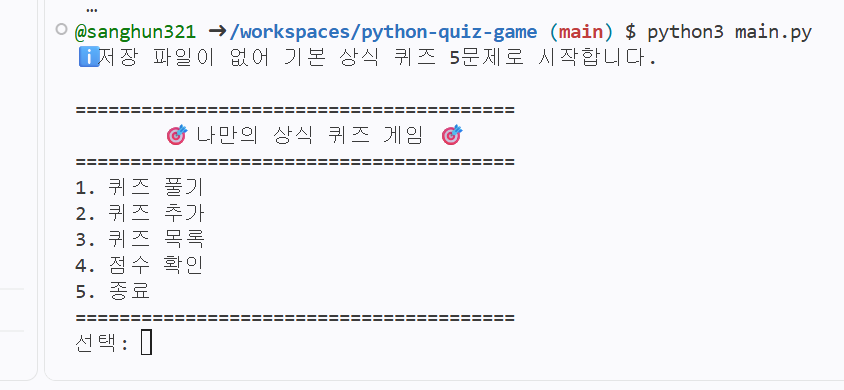 …
@sanghun321 ➜/workspaces/python-quiz-game (main) $ python3 main.py
ℹ️저장 파일이 없어 기본 상식 퀴즈 5문제로 시작합니다.
========================================
🎯 나만의 상식 퀴즈 게임 🎯
========================================
1. 퀴즈 풀기
2. 퀴즈 추가
3. 퀴즈 목록
4. 점수 확인
5. 종료
========================================
선택: